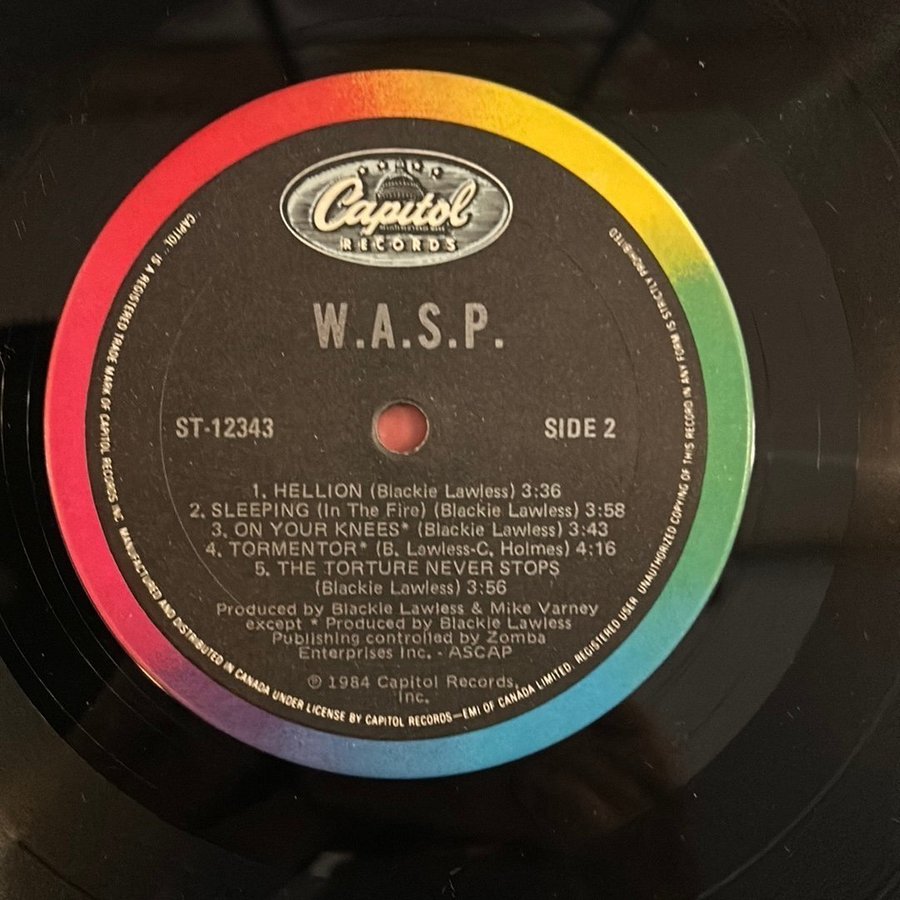 Capitol
RECORDS
W.A.S.P.
ST-12343
SIDE 2
1. HELLION (Blackie Lawless) 3:36
2. SLEEPING (In The Fire) (Blackie Lawless) 3:58
3. ON YOUR KNEES* (Blackie Lawless) 3:43
4. TORMENTOR* (B. Lawless-C. Holmes) 4:16
5. THE TORTURE NEVER STOPS
(Blackie Lawless) 3:56
Produced by Blackie Lawless & Mike Varney
except * Produced by Blackie Lawless
Publishing controlled by Zomba
Enterprises Inc. - ASCAP
℗ 1984 Capitol Records,
Inc.
CAPITOL IS A REGISTERED TRADE MARK OF CAPITOL RECORDS INC. MANUFACTURED AND DISTRIBUTED IN CANADA UNDER LICENSE BY CAPITOL RECORDS—EMI OF CANADA LIMITED. REGISTERED USER. UNAUTHORIZED COPYING OF THIS RECORD IN ANY FORM IS STRICTLY PROHIBITED